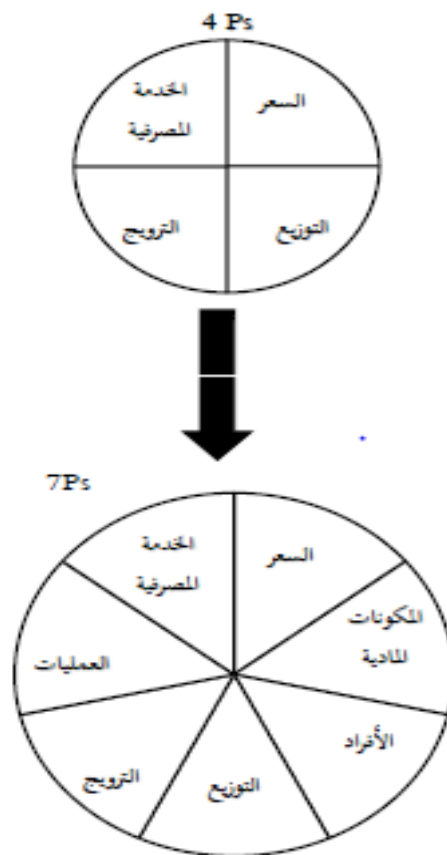 4 Ps
السعر
الخدمة
المصرفية
التوزيع
الترويج
7Ps
السعر
الخدمة
المصرفية
المكونات
المادية
العمليات
الأفراد
التوزيع
الترويج